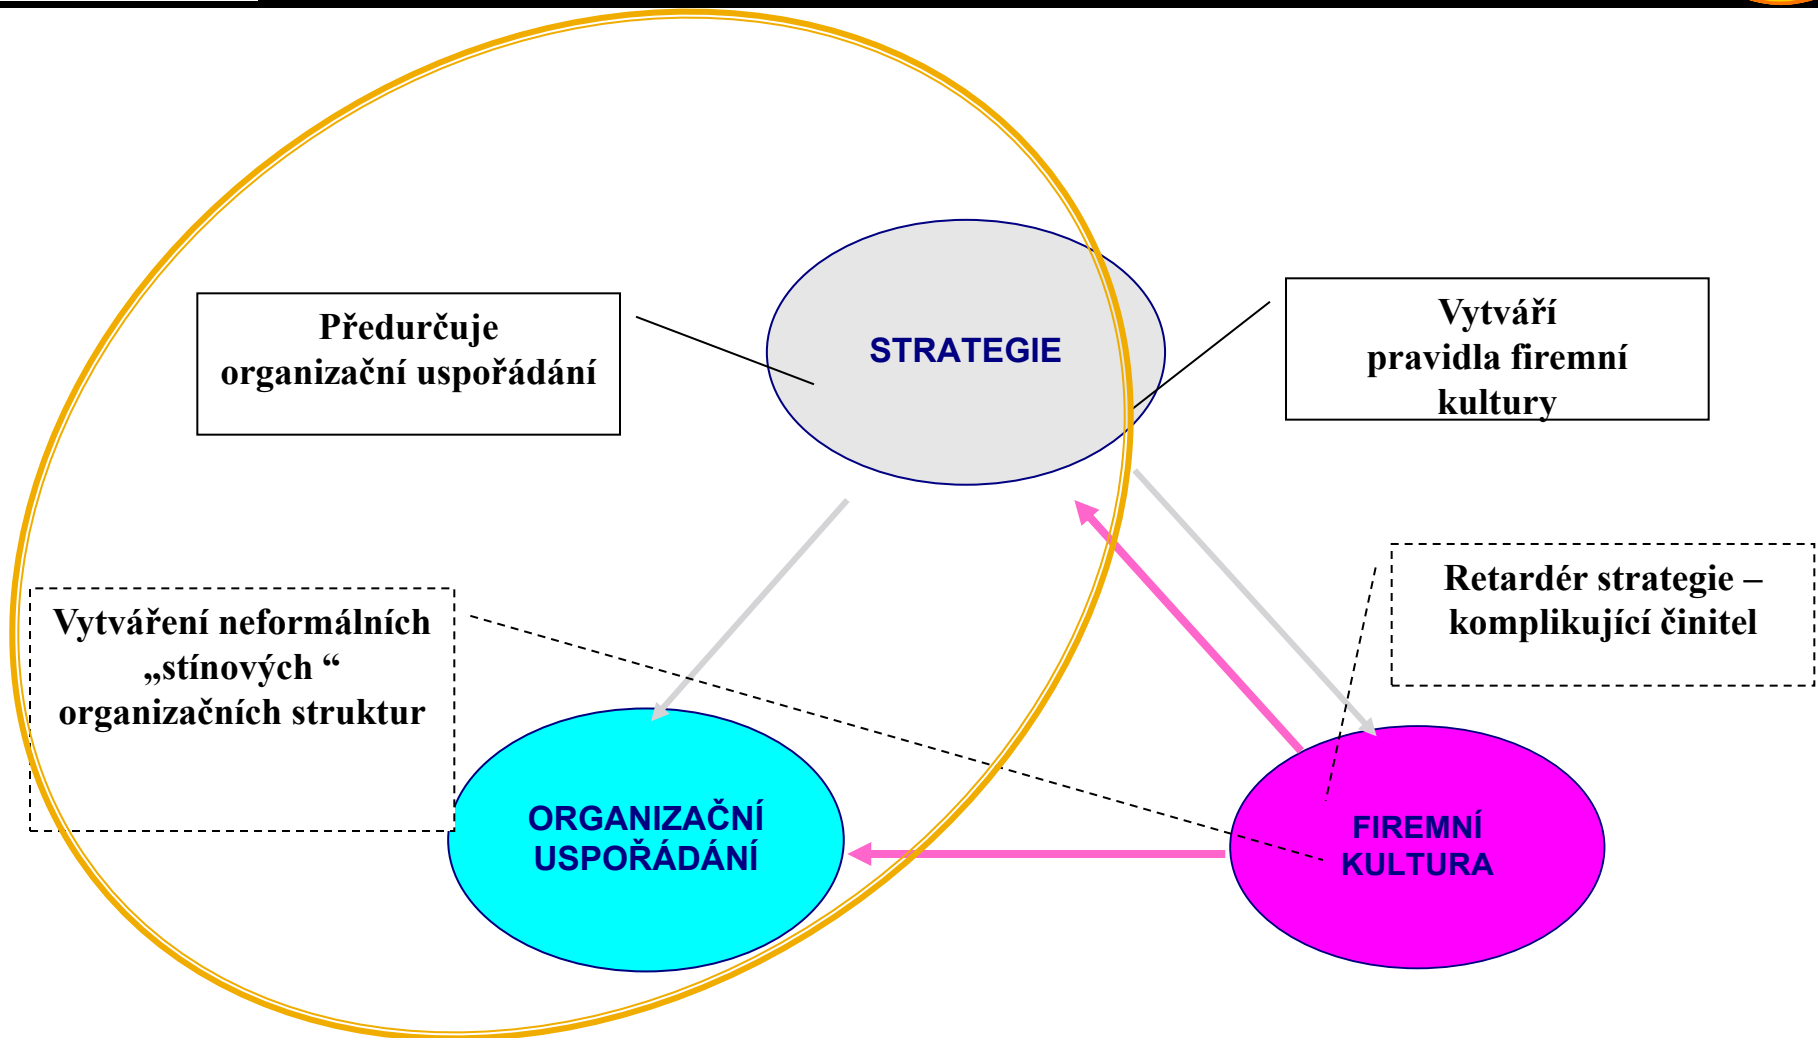 Předurčuje
organizační uspořádání
STRATEGIE
Vytváří
pravidla firemní
kultury
Vytváření neformálních
„stínových “
organizačních struktur
Retardér strategie –
komplikující činitel
ORGANIZAČNÍ
USPOŘÁDÁNÍ
FIREMNÍ
KULTURA